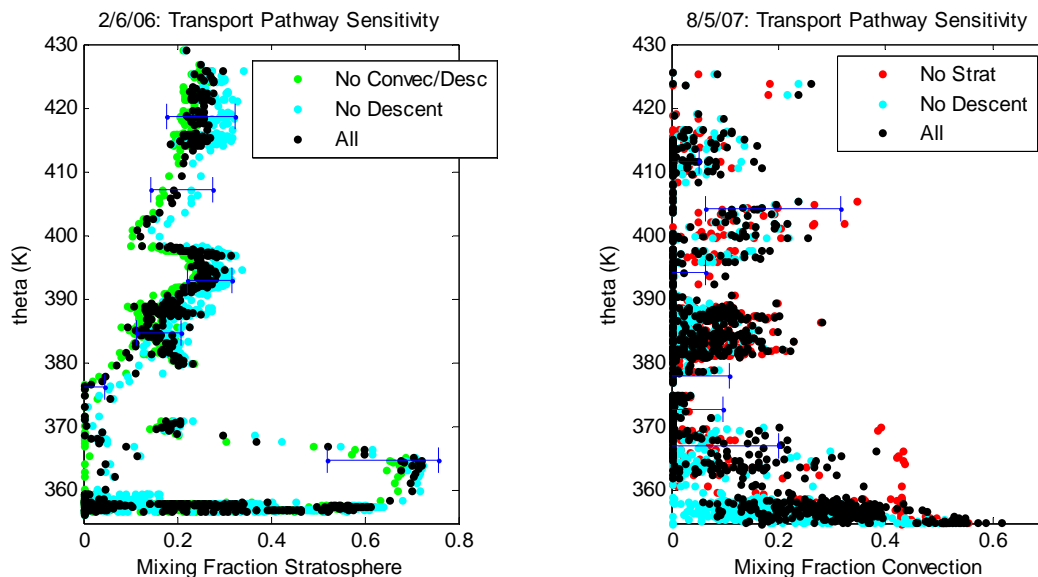 2/6/06: Transport Pathway Sensitivity
430
420
410
400
390
380
370
360
theta (K)
0
0.2
0.4
0.6
0.8
Mixing Fraction Stratosphere
No Convec/Desc
No Descent
All
8/5/07: Transport Pathway Sensitivity
430
420
410
400
390
380
370
360
theta (K)
0
0.2
0.4
0.6
Mixing Fraction Convection
No Strat
No Descent
All